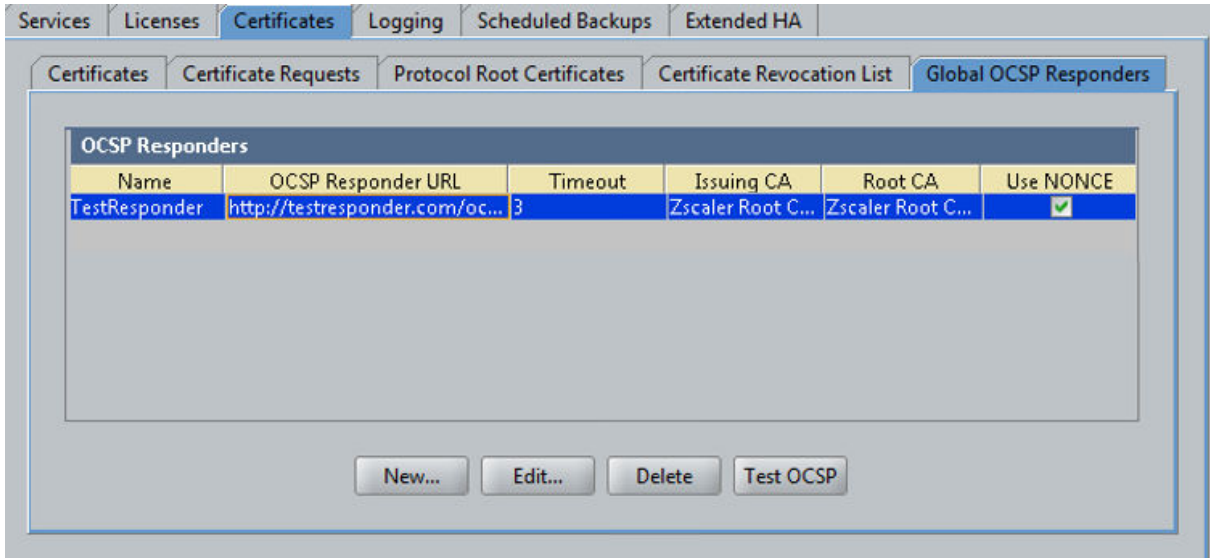 Services Licenses Certificates Logging Scheduled Backups Extended HA
Certificates Certificate Requests Protocol Root Certificates Certificate Revocation List Global OCSP Responders
OCSP Responders
Name OCSP Responder URL Timeout Issuing CA Root CA Use NONCE
TestResponder http://testresponder.com/oc... 3 Zscaler Root C... Zscaler Root C...
New... Edit... Delete Test OCSP